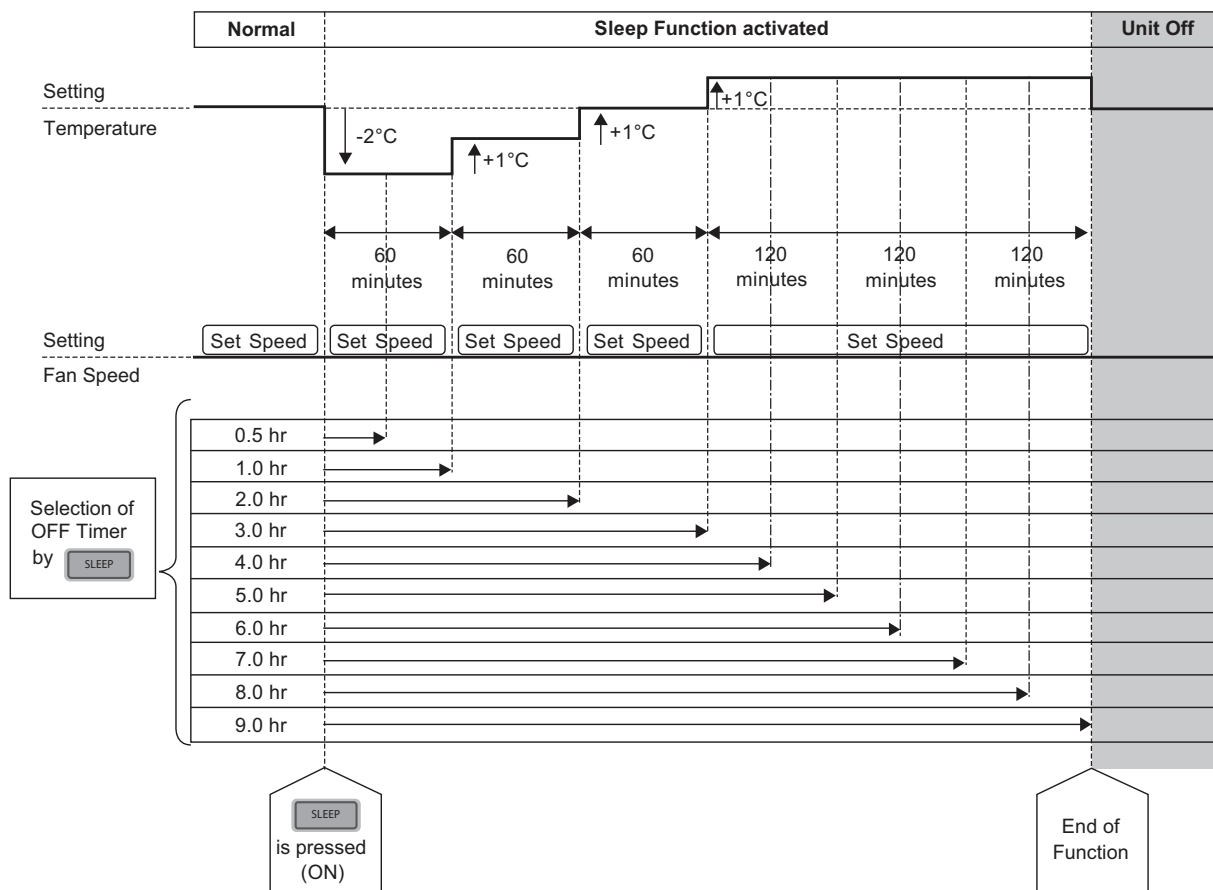 Normal
Sleep Function activated
Unit Off
Setting
Temperature
-2°C
+1°C
+1°C
+1°C
60
minutes
60
minutes
60
minutes
120
minutes
120
minutes
120
minutes
Setting
Fan Speed
Set Speed
Set Speed
Set Speed
Set Speed
Set Speed
Selection of
OFF Timer
by SLEEP
0.5 hr
1.0 hr
2.0 hr
3.0 hr
4.0 hr
5.0 hr
6.0 hr
7.0 hr
8.0 hr
9.0 hr
SLEEP
is pressed
(ON)
End of
Function